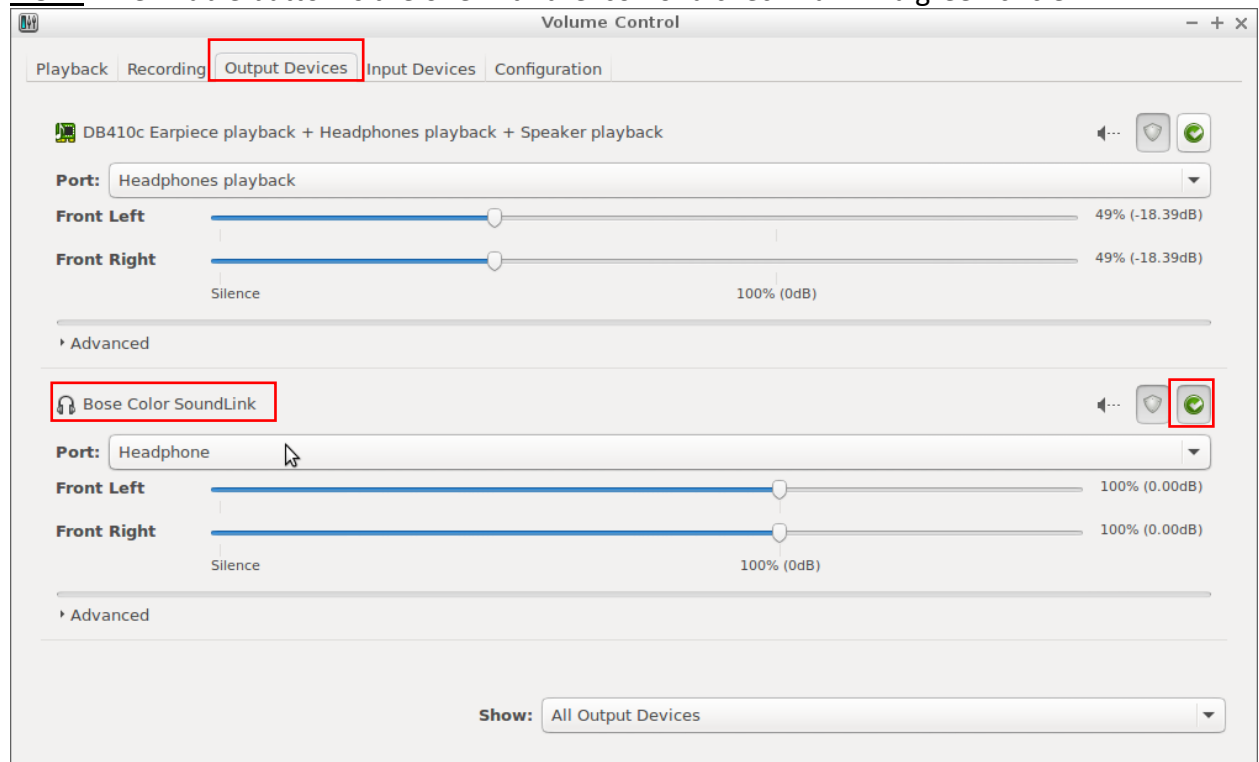 Volume Control
Playback Recording Output Devices Input Devices Configuration
DB410c Earpiece playback + Headphones playback + Speaker playback
Port: Headphones playback
Front Left 49% (-18.39dB)
Front Right 49% (-18.39dB)
Silence 100% (0dB)
Advanced
Bose Color SoundLink
Port: Headphone
Front Left 100% (0.00dB)
Front Right 100% (0.00dB)
Silence 100% (0dB)
Advanced
Show: All Output Devices